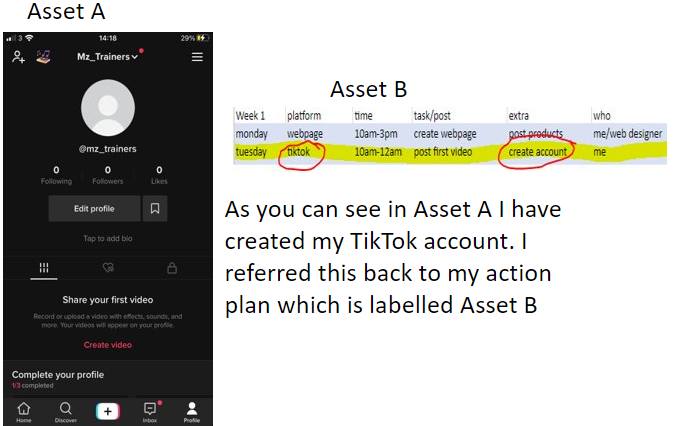 Asset A
3 14:18 29%
Mz_Trainers
@mz_trainers
0 0 0
Following Followers Likes
Edit profile
Tap to add bio
Share your first video
Record or upload a video with effects, sounds, and
more. Your videos will appear on your profile.
Create video
Complete your profile
1/3 completed
Home Discover Inbox Profile
Asset B
Week 1 platform time task/post extra who
monday webpage 10am-3pm create webpage post products me/web designer
tuesday tiktok 10am-12am post first video create account me
As you can see in Asset A I have
created my TikTok account. I
referred this back to my action
plan which is labelled Asset B